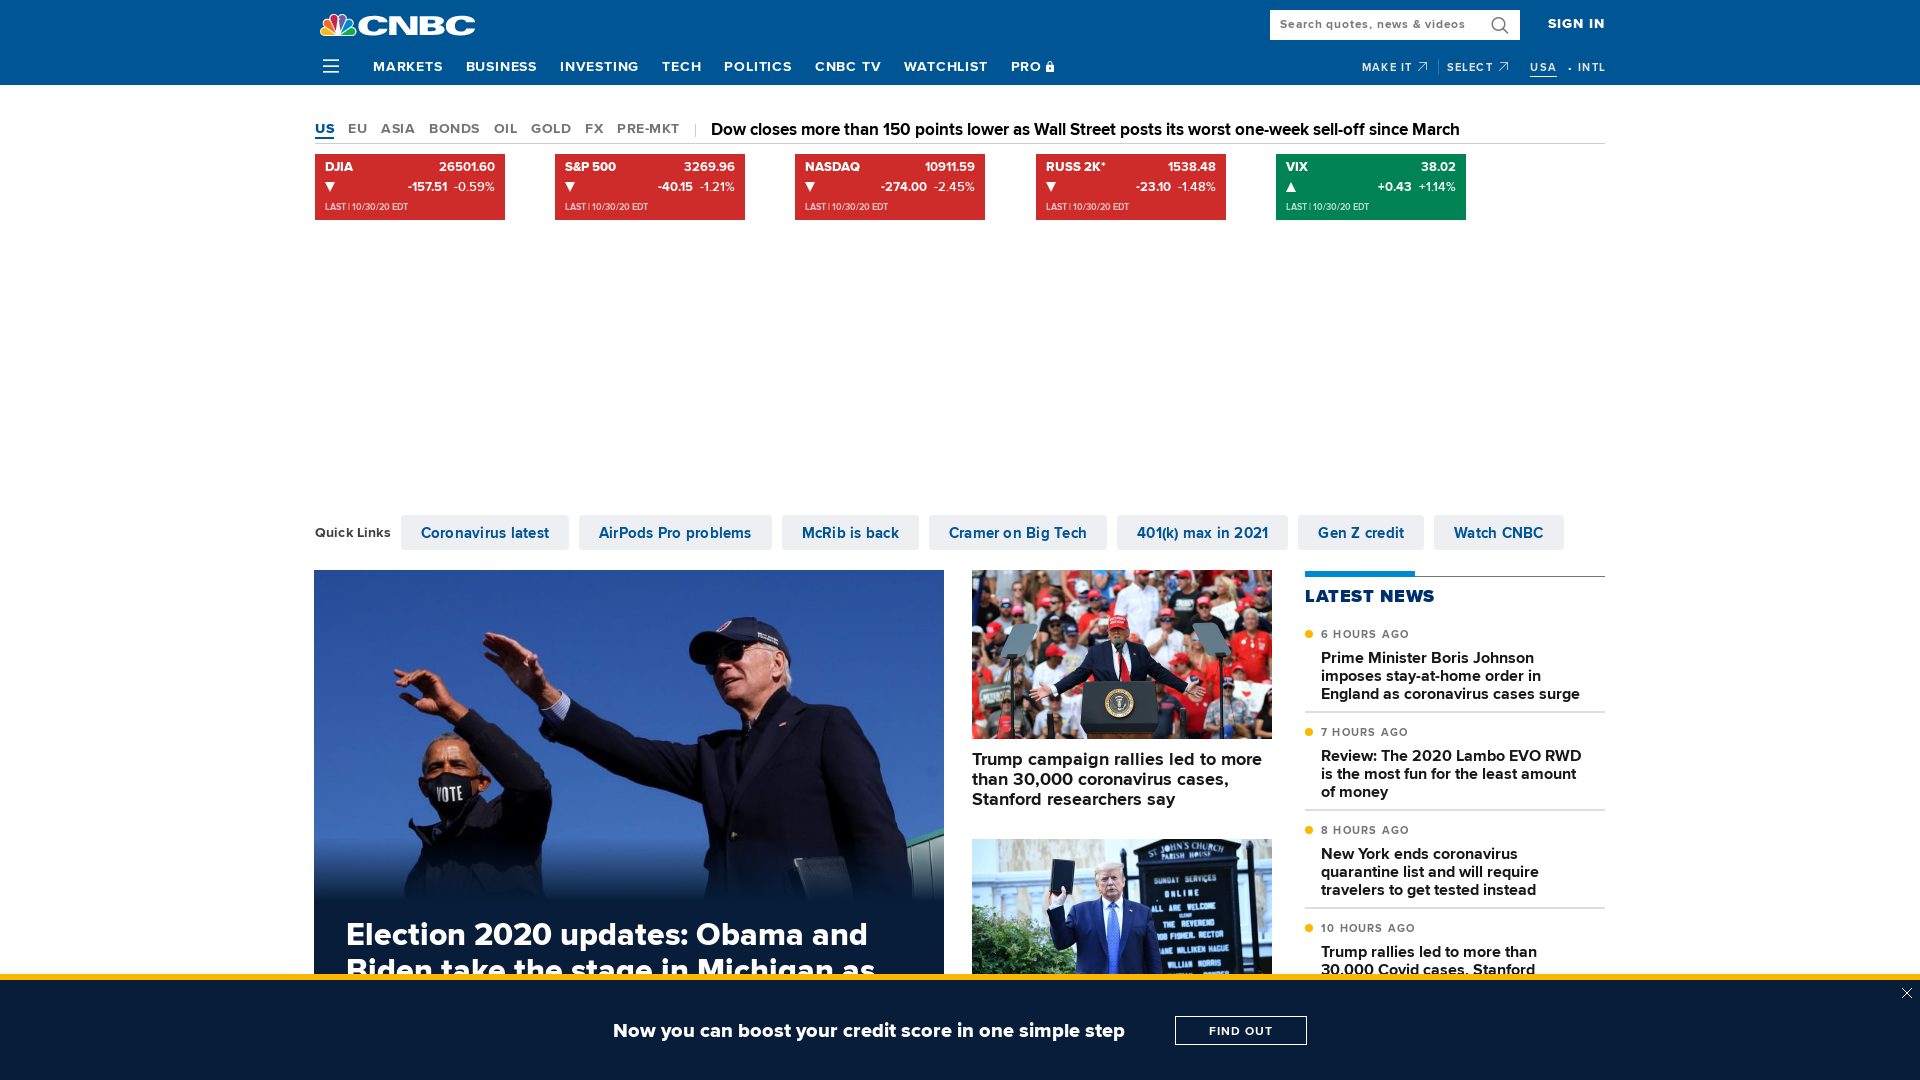 CNBC
Search quotes, news & videos
SIGN IN
MARKETS BUSINESS INVESTING TECH POLITICS CNBC TV WATCHLIST PRO
MAKE IT SELECT USA • INTL
US EU ASIA BONDS OIL GOLD FX PRE-MKT
Dow closes more than 150 points lower as Wall Street posts its worst one-week sell-off since March
DJIA 26501.60
-157.51 -0.59%
LAST | 10/30/20 EDT
S&P 500 3269.96
-40.15 -1.21%
LAST | 10/30/20 EDT
NASDAQ 10911.59
-274.00 -2.45%
LAST | 10/30/20 EDT
RUSS 2K* 1538.48
-23.10 -1.48%
LAST | 10/30/20 EDT
VIX 38.02
+0.43 +1.14%
LAST | 10/30/20 EDT
Quick Links
Coronavirus latest
AirPods Pro problems
McRib is back
Cramer on Big Tech
401(k) max in 2021
Gen Z credit
Watch CNBC
VOTE
Election 2020 updates: Obama and
Biden take the stage in Michigan as
Trump campaign rallies led to more
than 30,000 coronavirus cases,
Stanford researchers say
ST JOHN'S CHURCH
PARISH HOUSE
SUNDAY SERVICES
ONLINE
ALL ARE WELCOME
THE REVEREND
ROB FISHER, RECTOR
MILLIKEN HAGUE
WILLIAM MORRIS
LATEST NEWS
6 HOURS AGO
Prime Minister Boris Johnson
imposes stay-at-home order in
England as coronavirus cases surge
7 HOURS AGO
Review: The 2020 Lambo EVO RWD
is the most fun for the least amount
of money
8 HOURS AGO
New York ends coronavirus
quarantine list and will require
travelers to get tested instead
10 HOURS AGO
Trump rallies led to more than
30,000 Covid cases, Stanford
Now you can boost your credit score in one simple step
FIND OUT